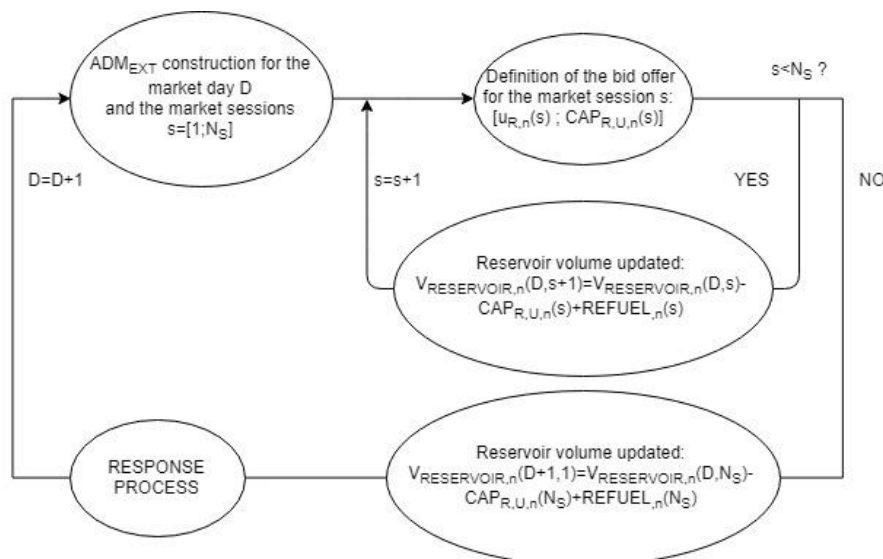 ADM_EXT construction for the
market day D
and the market sessions
s=[1;N_S]
Definition of the bid offer
for the market session s:
[u_R,n(s) ; CAP_R,U,n(s)]
s<N_S ?
D=D+1
s=s+1
YES
NO
Reservoir volume updated:
V_RESERVOIR,n(D,s+1)=V_RESERVOIR,n(D,s)-
CAP_R,U,n(s)+REFUEL_,n(s)
RESPONSE
PROCESS
Reservoir volume updated:
V_RESERVOIR,n(D+1,1)=V_RESERVOIR,n(D,N_S)-
CAP_R,U,n(N_S)+REFUEL_,n(N_S)